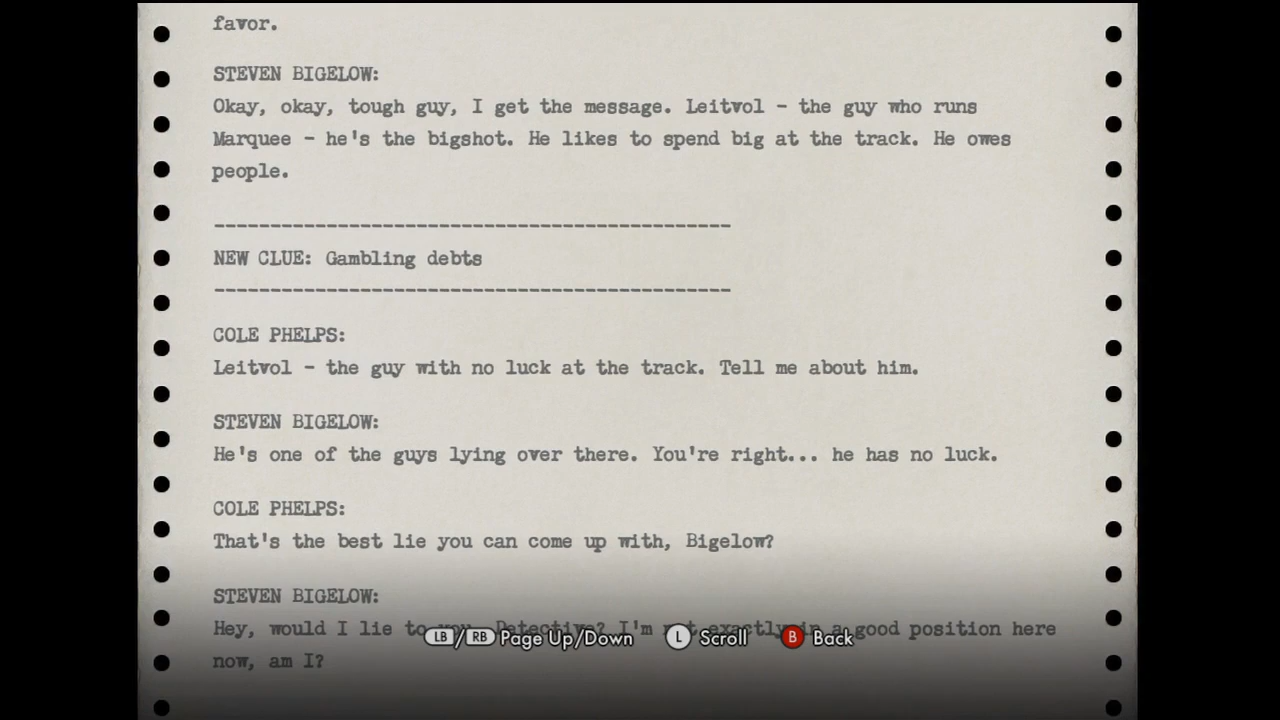 favor.
STEVEN BIGELOW:
Okay, okay, tough guy, I get the message. Leitvol - the guy who runs
Marquee - he's the bigshot. He likes to spend big at the track. He owes
people.
----------------------------------------------
NEW CLUE: Gambling debts
----------------------------------------------
COLE PHELPS:
Leitvol - the guy with no luck at the track. Tell me about him.
STEVEN BIGELOW:
He's one of the guys lying over there. You're right... he has no luck.
COLE PHELPS:
That's the best lie you can come up with, Bigelow?
STEVEN BIGELOW:
Hey, would I lie to you, Detective? I'm not exactly in a good position here
LB/RB Page Up/Down L Scroll B Back
now, am I?